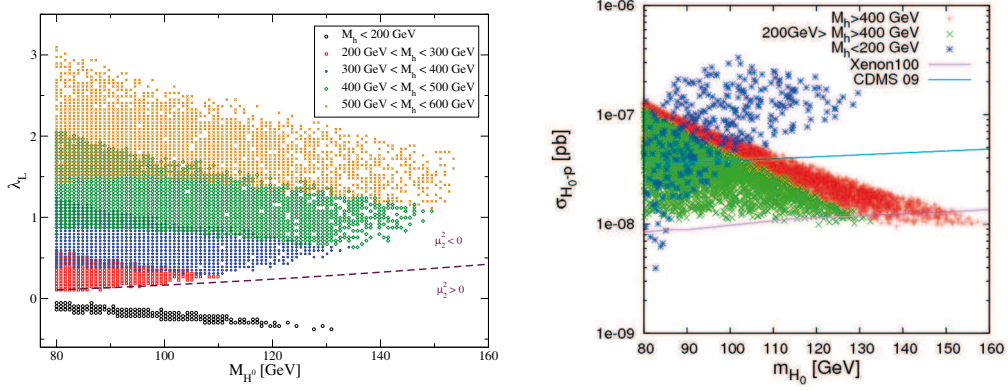 M_h < 200 GeV
200 GeV < M_h < 300 GeV
300 GeV < M_h < 400 GeV
400 GeV < M_h < 500 GeV
500 GeV < M_h < 600 GeV
3
2
1
0
λ_L
μ_2^2 < 0
μ_2^2 > 0
80 100 120 140 160
M_H^0 [GeV]
M_h>400 GeV
200GeV> M_h>400 GeV
M_h<200 GeV
Xenon100
CDMS 09
1e-06
1e-07
1e-08
1e-09
σ_H_0-p [pb]
80 90 100 110 120 130 140 150 160
m_H_0 [GeV]